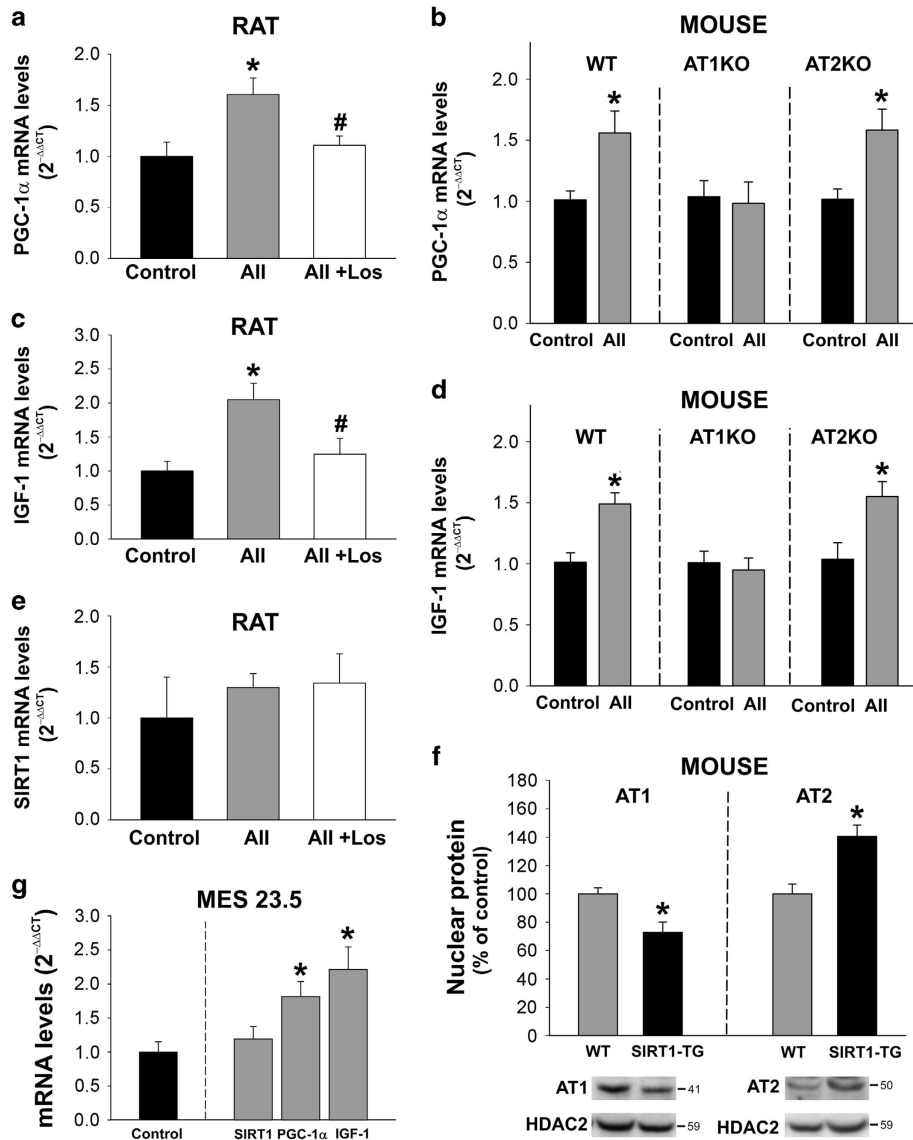 a
RAT
PGC-1α mRNA levels
(2^-ΔΔCT)
2.0
1.5
1.0
0.5
0.0
*
#
Control AII AII +Los
b
MOUSE
WT AT1KO AT2KO
PGC-1α mRNA levels
(2^-ΔΔCT)
2.0
1.5
1.0
0.5
0.0
* *
Control AII Control AII Control AII
c
RAT
IGF-1 mRNA levels
(2^-ΔΔCT)
3.0
2.5
2.0
1.5
1.0
0.5
0.0
*
#
Control AII AII +Los
d
MOUSE
WT AT1KO AT2KO
IGF-1 mRNA levels
(2^-ΔΔCT)
2.0
1.5
1.0
0.5
0.0
* *
Control AII Control AII Control AII
e
RAT
SIRT1 mRNA levels
(2^-ΔΔCT)
2.0
1.5
1.0
0.5
0.0
Control AII AII +Los
f
MOUSE
AT1 AT2
Nuclear protein
(% of control)
180
140
160
120
100
80
60
40
20
0
* *
WT SIRT1-TG WT SIRT1-TG
AT1 41 AT2 50
HDAC2 59 HDAC2 59
g
MES 23.5
mRNA levels (2^-ΔΔCT)
3.0
2.5
2.0
1.5
1.0
0.5
0.0
* *
Control SIRT1 PGC-1α IGF-1